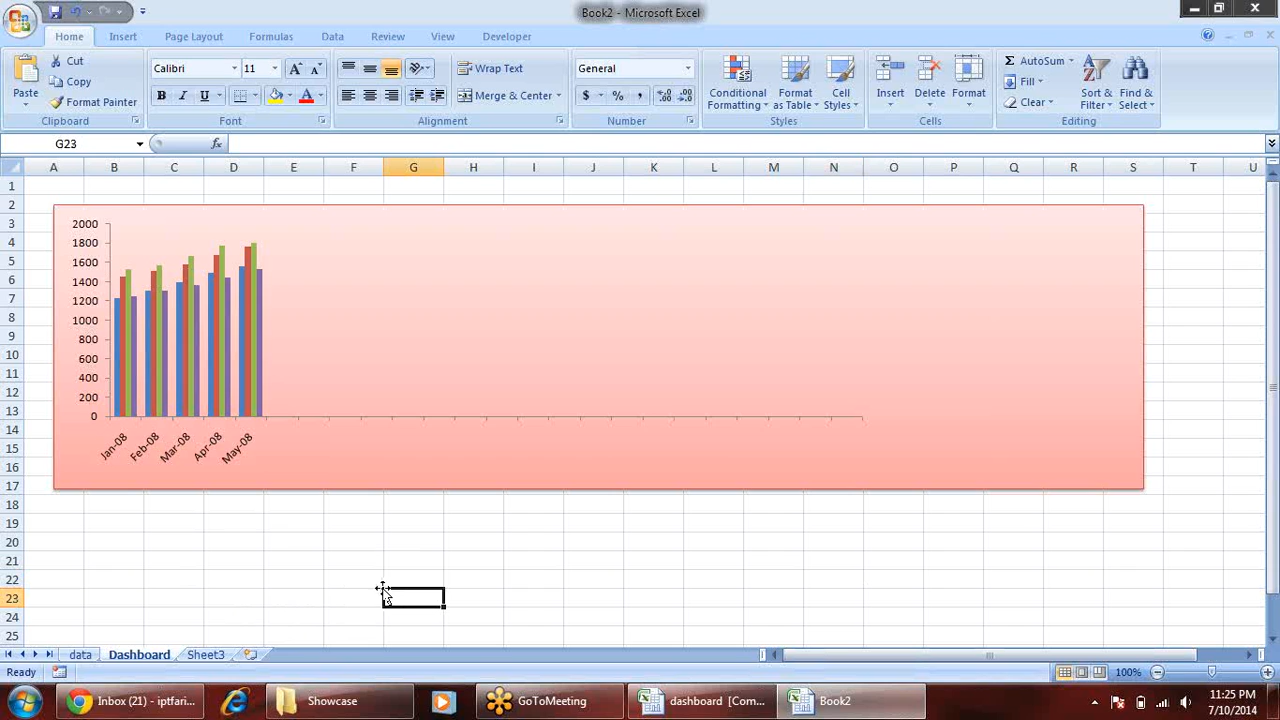 Book2 - Microsoft Excel
Home Insert Page Layout Formulas Data Review View Developer
Paste
Cut
Copy
Format Painter
Clipboard
Calibri 11
B I U
Font
Wrap Text
Merge & Center
Alignment
General
$ % ,
Number
Conditional Formatting
Format as Table
Cell Styles
Styles
Insert
Delete
Format
Cells
Σ AutoSum
Fill
Clear
Sort & Filter
Find & Select
Editing
G23
fx
A B C D E F G H I J K L M N O P Q R S T U
1
2
3
4
5
6
7
8
9
10
11
12
13
14
15
16
17
18
19
20
21
22
23
24
25
2000
1800
1600
1400
1200
1000
800
600
400
200
0
Jan-08 Feb-08 Mar-08 Apr-08 May-08
data Dashboard Sheet3
Ready
100%
Inbox (21) - iptfari...
Showcase
GoToMeeting
dashboard [Com...
Book2
11:25 PM
7/10/2014